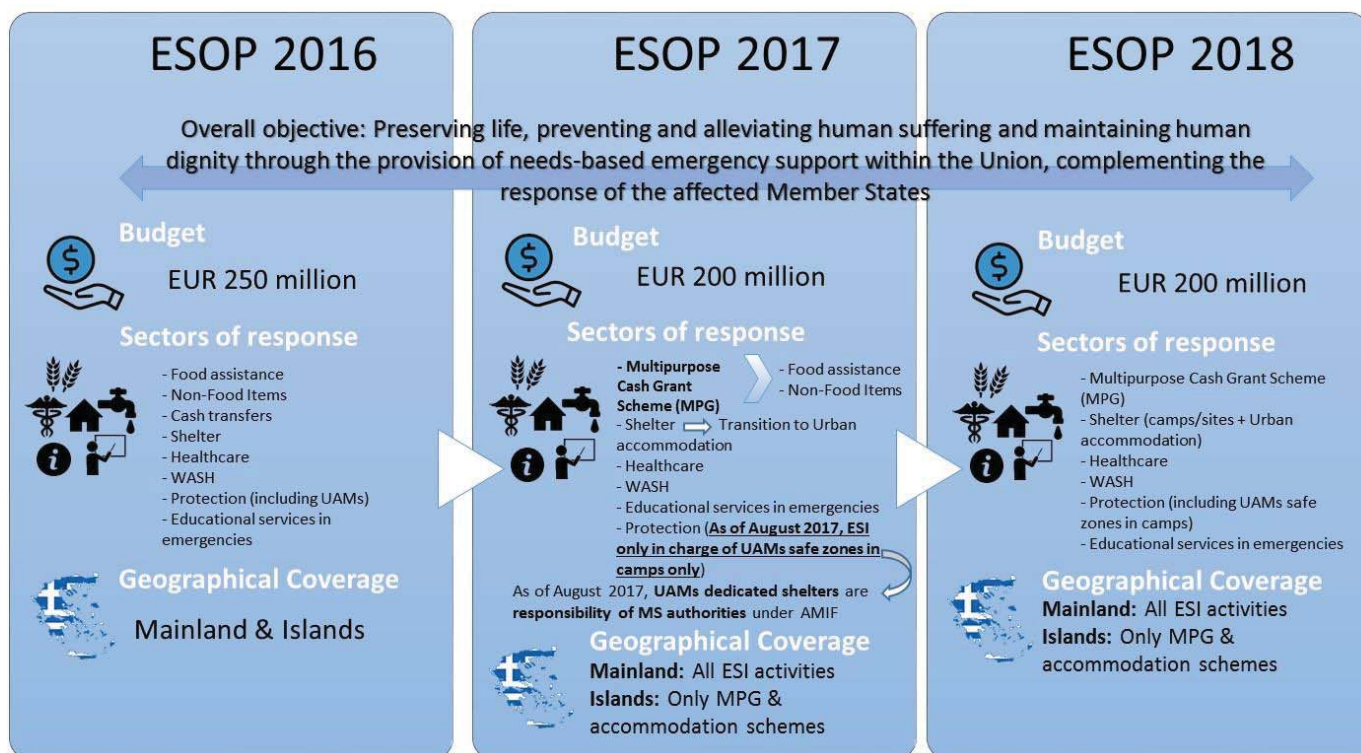 ESOP 2016
ESOP 2017
ESOP 2018
Overall objective: Preserving life, preventing and alleviating human suffering and maintaining human
dignity through the provision of needs-based emergency support within the Union, complementing the
response of the affected Member States
Budget
$
EUR 250 million
Sectors of response
- Food assistance
- Non-Food Items
- Cash transfers
- Shelter
- Healthcare
- WASH
- Protection (including UAMs)
- Educational services in
emergencies
i
Geographical Coverage
Mainland & Islands
Budget
$
EUR 200 million
Sectors of response
- Multipurpose
Cash Grant
Scheme (MPG)
- Food assistance
- Non-Food Items
- Shelter Transition to Urban
accommodation
- Healthcare
- WASH
- Educational services in emergencies
- Protection (As of August 2017, ESI
only in charge of UAMs safe zones in
camps only)
i
As of August 2017, UAMs dedicated shelters are
responsibility of MS authorities under AMIF
Geographical Coverage
Mainland: All ESI activities
Islands: Only MPG &
accommodation schemes
Budget
$
EUR 200 million
Sectors of response
- Multipurpose Cash Grant Scheme
(MPG)
- Shelter (camps/sites + Urban
accommodation)
- Healthcare
- WASH
- Protection (including UAMs safe
zones in camps)
- Educational services in emergencies
i
Geographical Coverage
Mainland: All ESI activities
Islands: Only MPG &
accommodation schemes